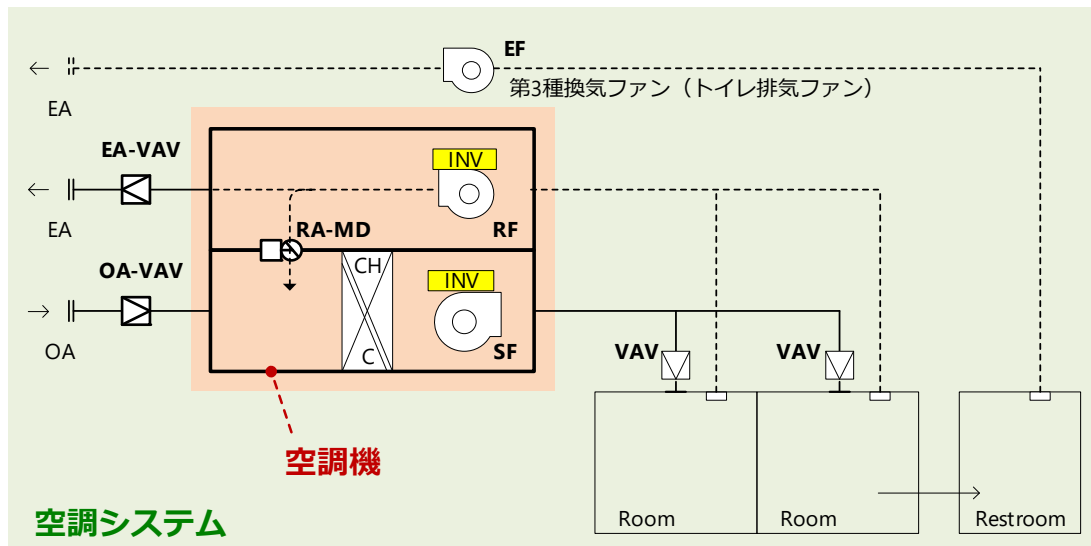 EF
第3種換気ファン（トイレ排気ファン）
EA
EA-VAV
INV
EA
RA-MD
RF
OA-VAV
CH
INV
OA
C
SF
VAV
VAV
空調機
空調システム
Room
Room
Restroom